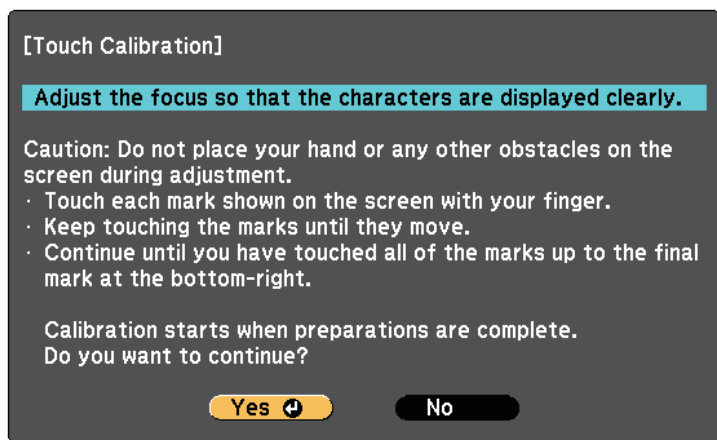 [Touch Calibration]
Adjust the focus so that the characters are displayed clearly.
Caution: Do not place your hand or any other obstacles on the
screen during adjustment.
· Touch each mark shown on the screen with your finger.
· Keep touching the marks until they move.
· Continue until you have touched all of the marks up to the final
mark at the bottom-right.
Calibration starts when preparations are complete.
Do you want to continue?
Yes No